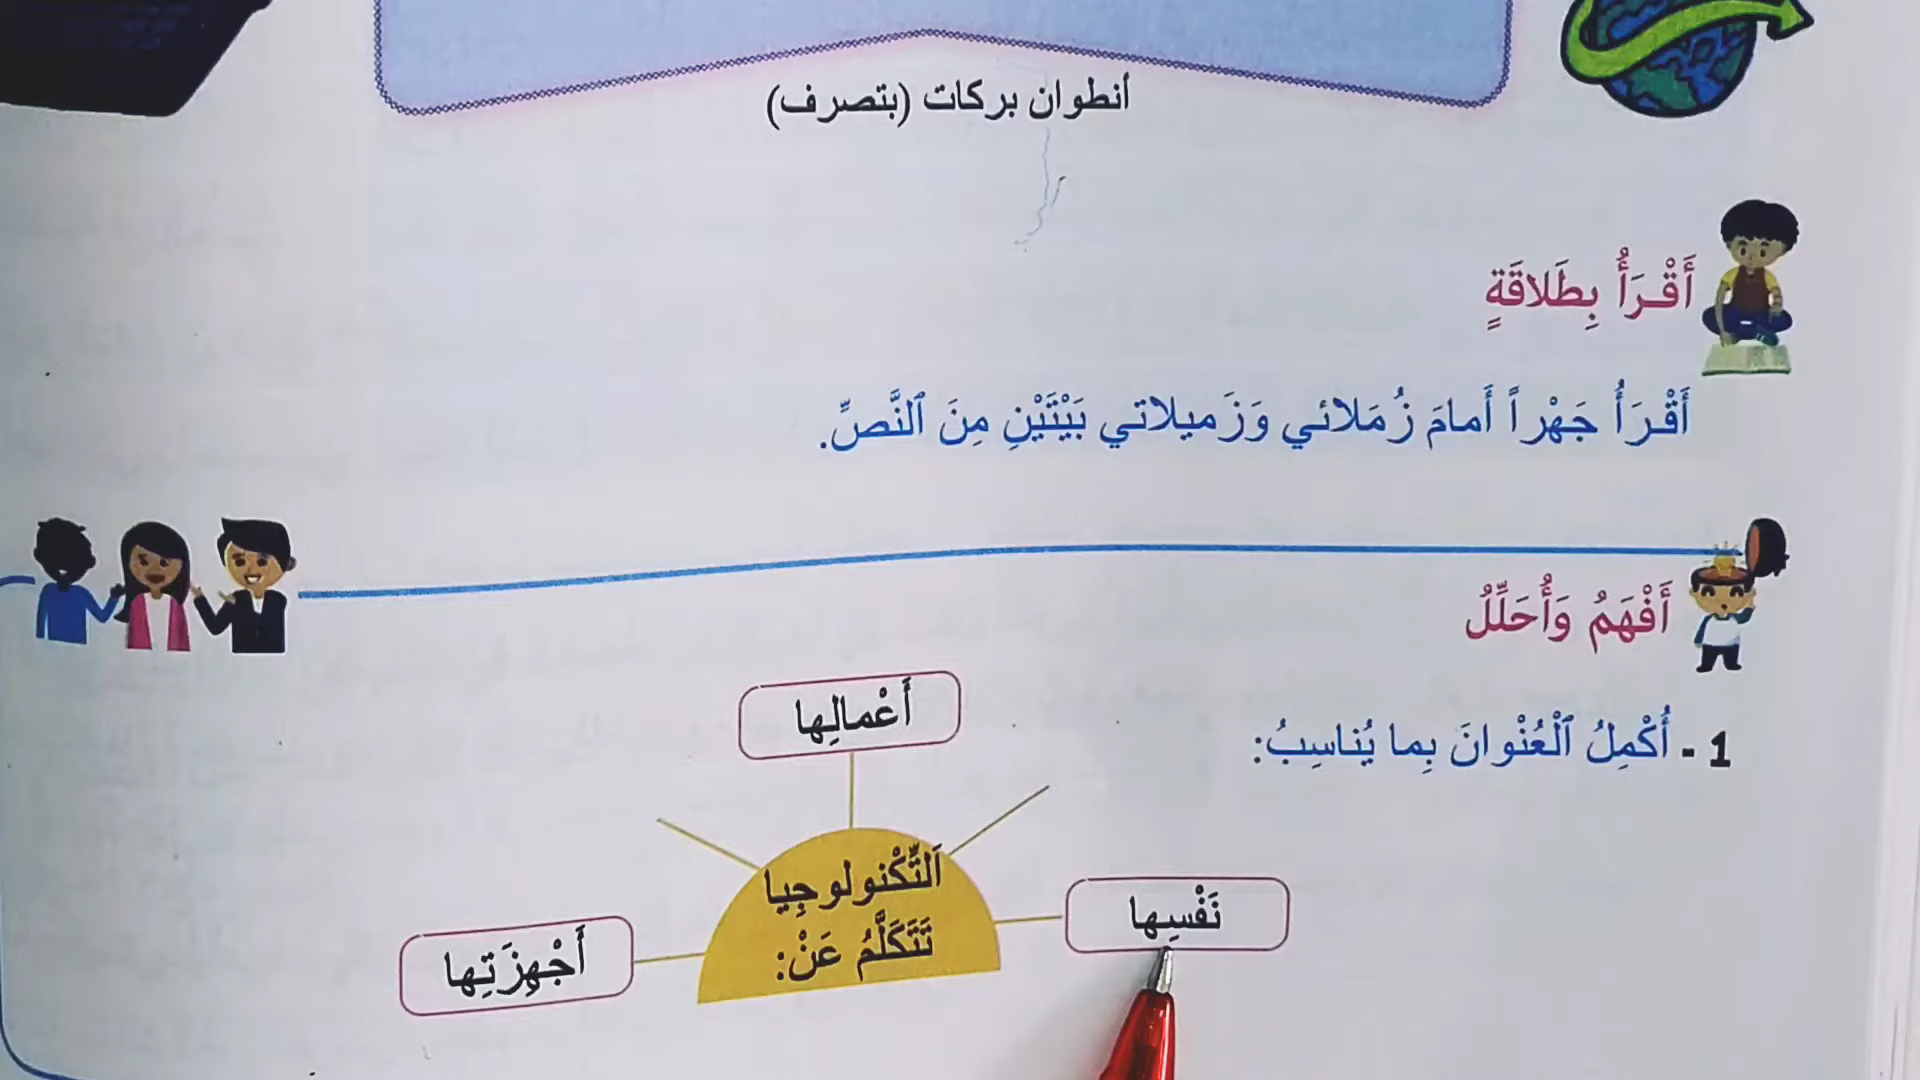 أنطوان بركات (بتصرف)
أَقْرَأُ بِطَلاقَةٍ
أَقْرَأُ جَهْراً أَمامَ زُمَلائي وَزَميلاتي بَيْتَيْنِ مِنَ ٱلنَّصِّ.
أَفْهَمُ وَأُحَلِّلُ
1 - أُكْمِلُ ٱلْعُنْوانَ بِما يُناسِبُ:
أَعْمالِها
نَفْسِها
اَلتِّكْنولوجِيا
تَتَكَلَّمُ عَنْ:
أَجْهِزَتِها